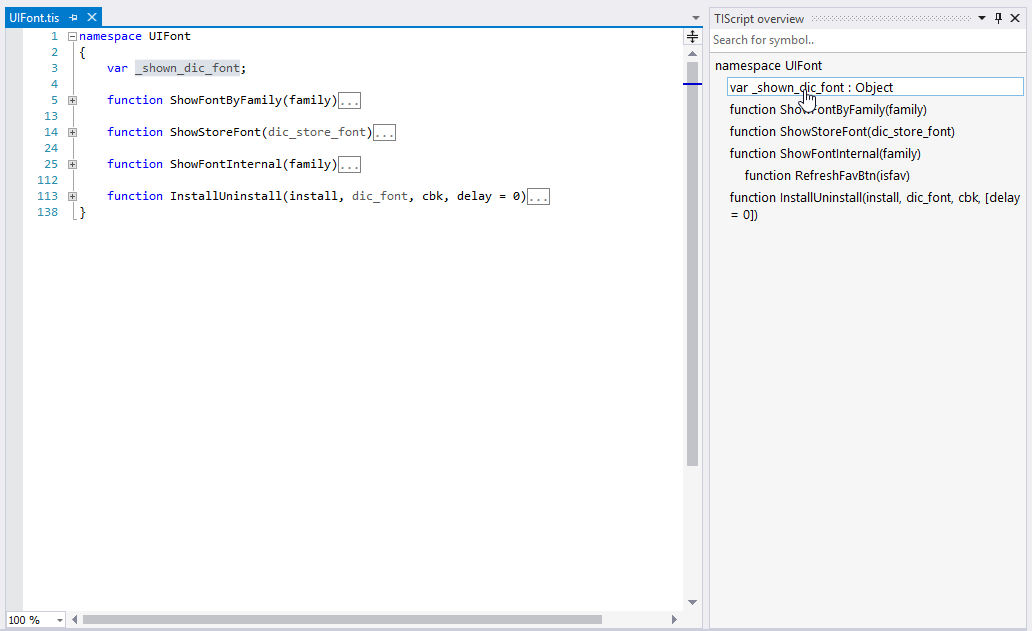 UIFont.tis
1 namespace UIFont
2 {
3 var _shown_dic_font;
4
5 function ShowFontByFamily(family)...
13
14 function ShowStoreFont(dic_store_font)...
24
25 function ShowFontInternal(family)...
112
113 function InstallUninstall(install, dic_font, cbk, delay = 0)...
138 }
100 %
TIScript overview
Search for symbol..
namespace UIFont
var _shown_dic_font : Object
function ShowFontByFamily(family)
function ShowStoreFont(dic_store_font)
function ShowFontInternal(family)
function RefreshFavBtn(isfav)
function InstallUninstall(install, dic_font, cbk, [delay
= 0])